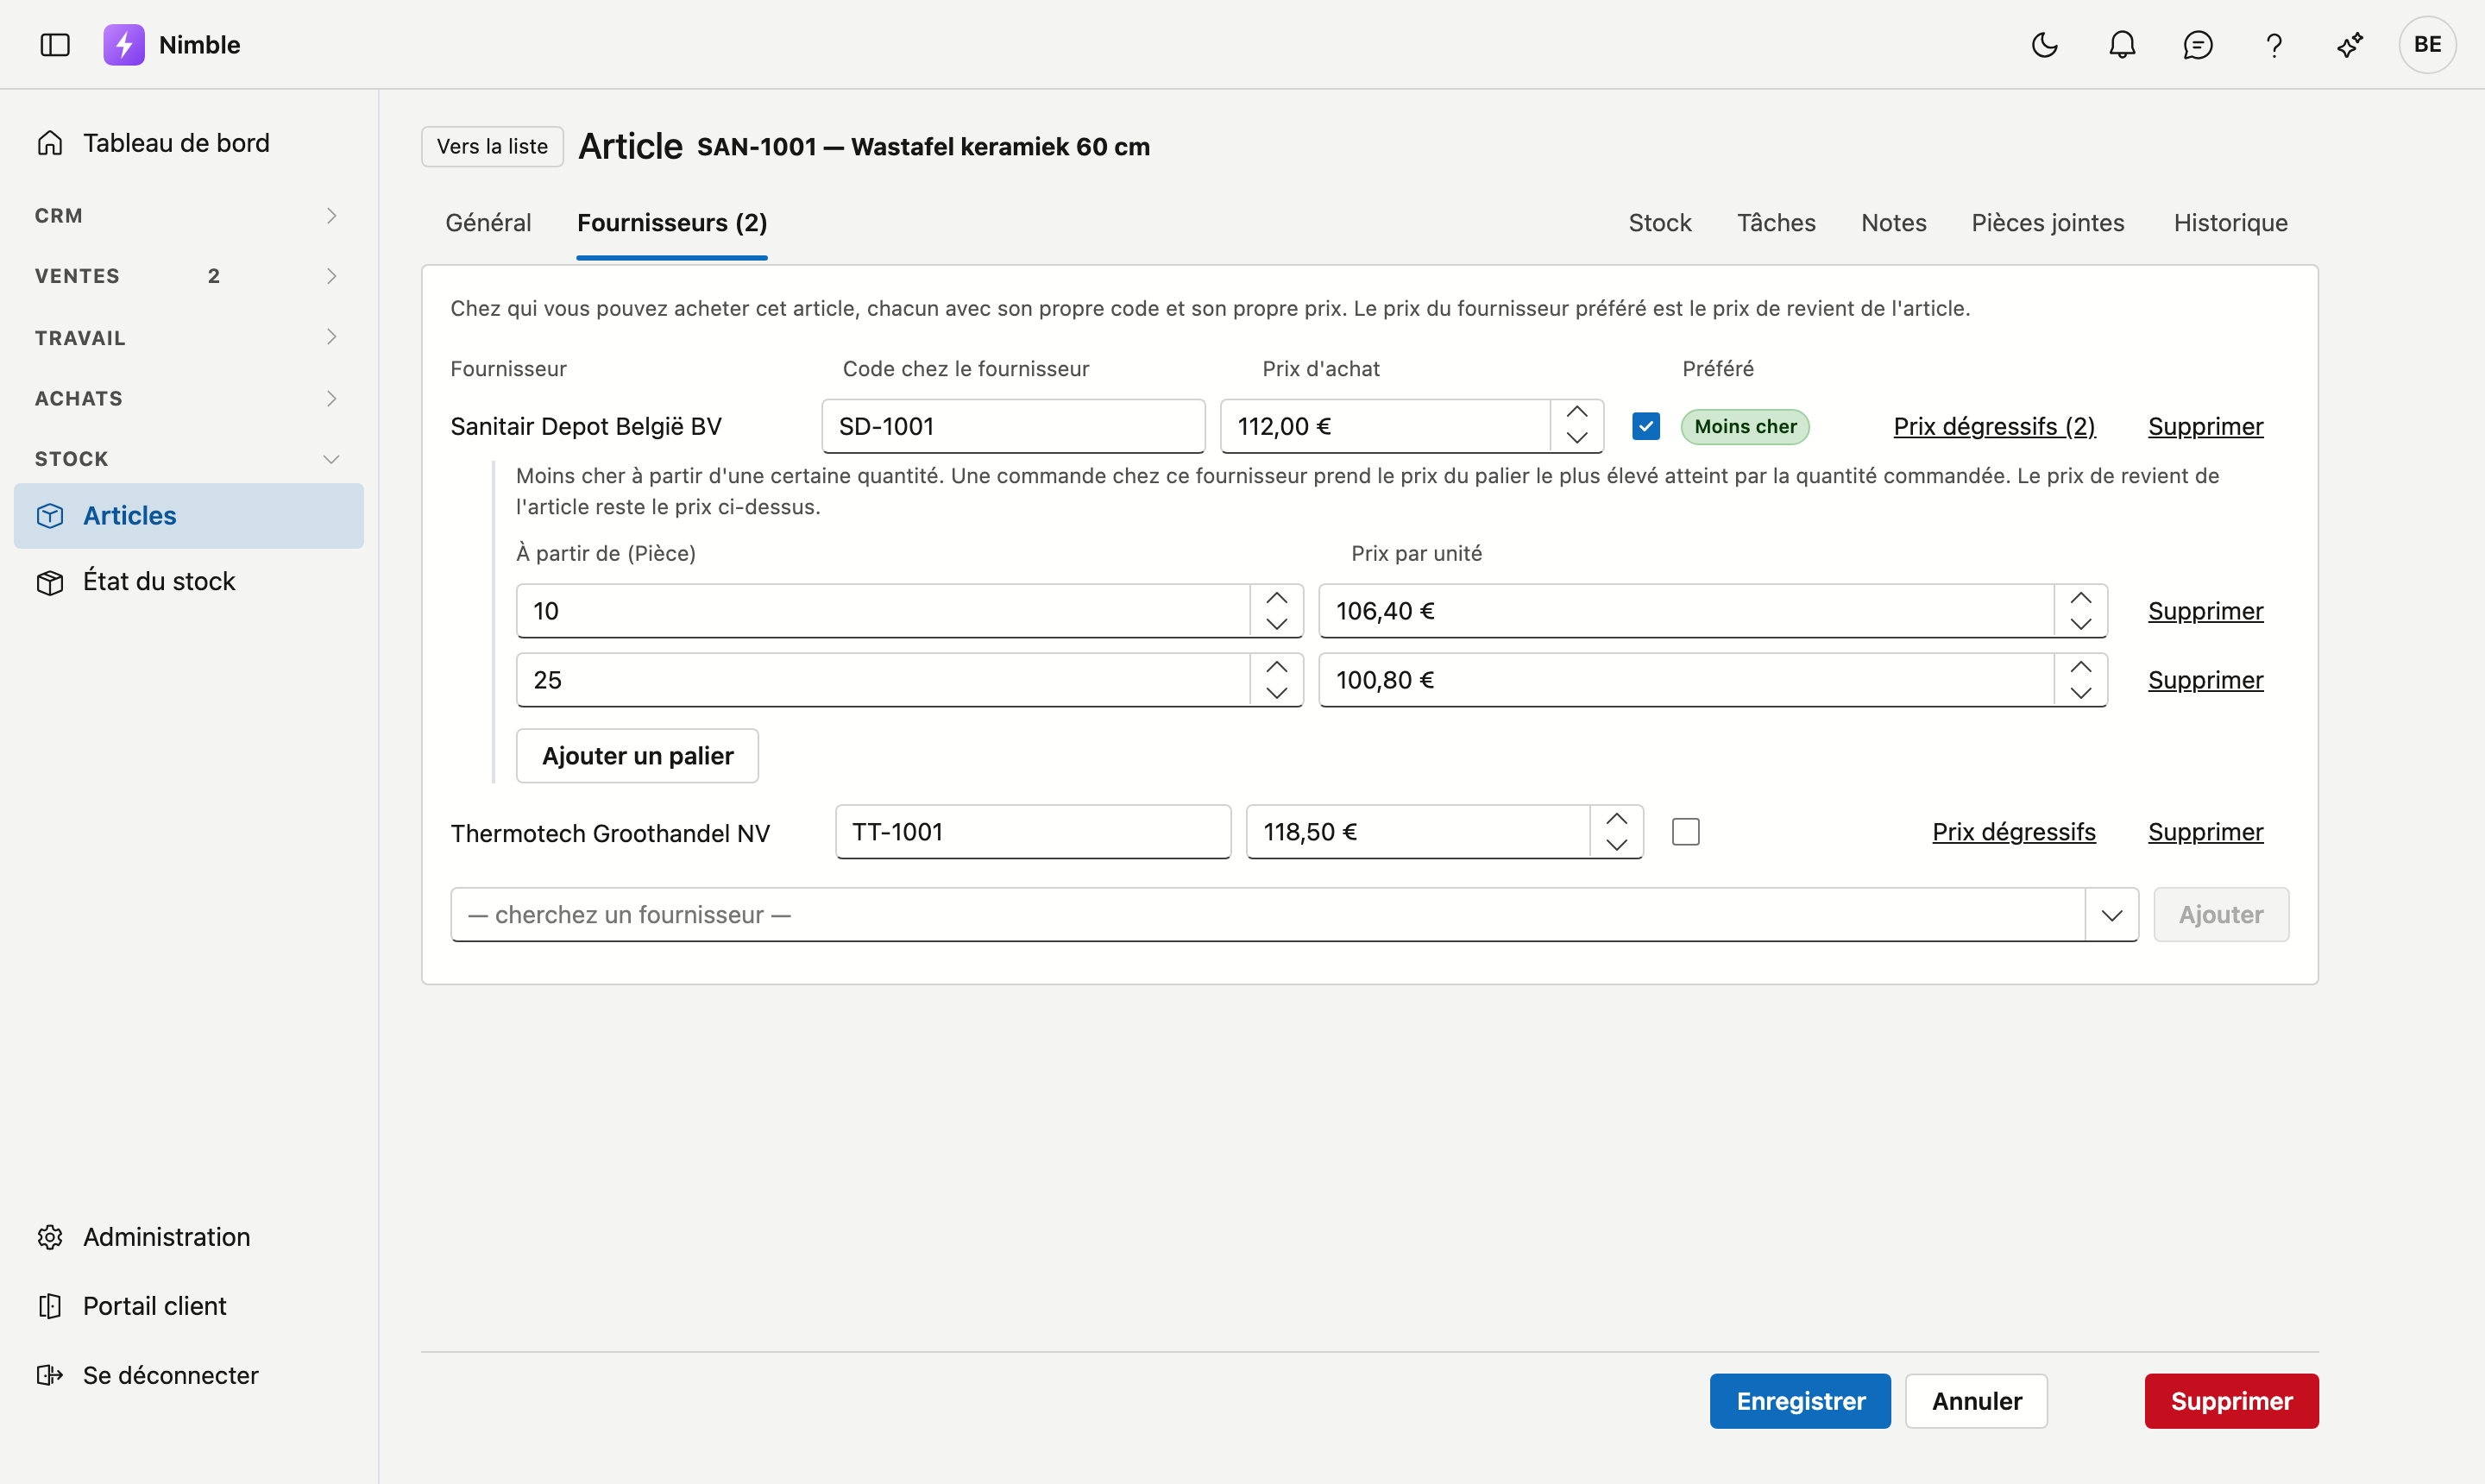 Nimble
BE
Tableau de bord
CRM
VENTES 2
TRAVAIL
ACHATS
STOCK
Articles
État du stock
Administration
Portail client
Se déconnecter
Vers la liste Article SAN-1001 — Wastafel keramiek 60 cm
Général Fournisseurs (2) Stock Tâches Notes Pièces jointes Historique
Chez qui vous pouvez acheter cet article, chacun avec son propre code et son propre prix. Le prix du fournisseur préféré est le prix de revient de l'article.
Fournisseur Code chez le fournisseur Prix d'achat Préféré
Sanitair Depot België BV SD-1001 112,00 € Moins cher Prix dégressifs (2) Supprimer
Moins cher à partir d'une certaine quantité. Une commande chez ce fournisseur prend le prix du palier le plus élevé atteint par la quantité commandée. Le prix de revient de
l'article reste le prix ci-dessus.
À partir de (Pièce) Prix par unité
10 106,40 € Supprimer
25 100,80 € Supprimer
Ajouter un palier
Thermotech Groothandel NV TT-1001 118,50 € Prix dégressifs Supprimer
— cherchez un fournisseur — Ajouter
Enregistrer Annuler Supprimer